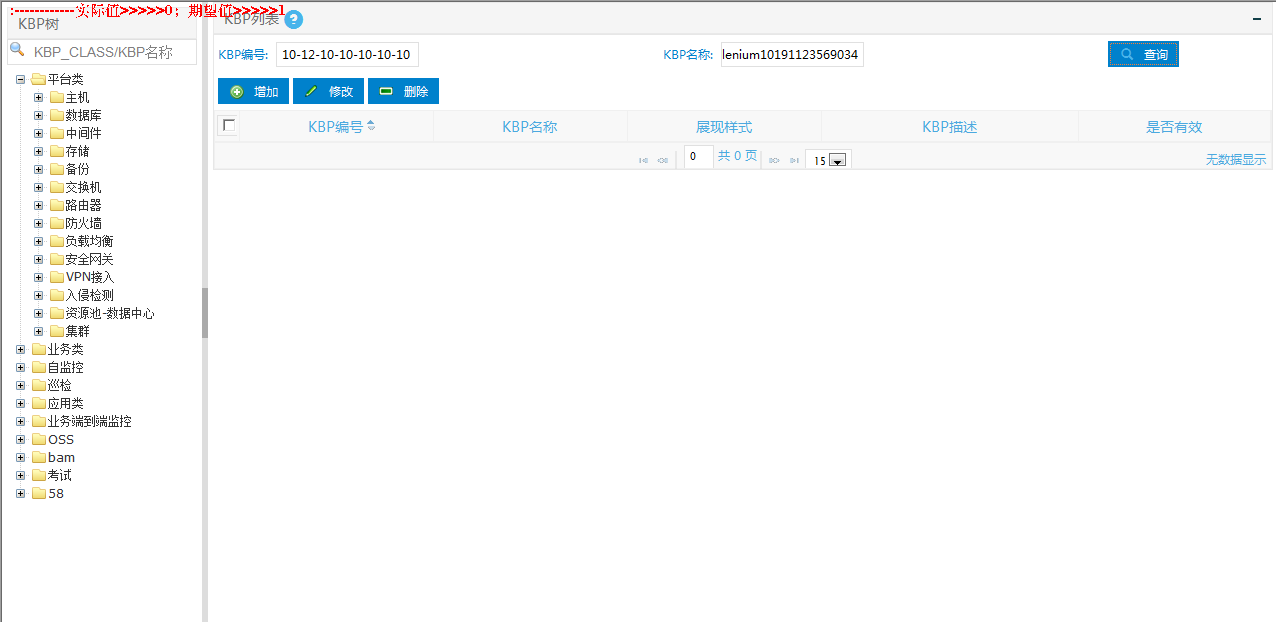 :------------实际值>>>>>0；期望值>>>>>1
KBP树
KBP_CLASS/KBP名称
平台类
主机
数据库
中间件
存储
备份
交换机
路由器
防火墙
负载均衡
安全网关
VPN接入
入侵检测
资源池-数据中心
集群
业务类
自监控
巡检
应用类
业务端到端监控
OSS
bam
考试
58
KBP列表 ?
KBP编号: 10-12-10-10-10-10-10 KBP名称: lenium10191123569034 查询
增加 修改 删除
KBP编号 KBP名称 展现样式 KBP描述 是否有效
0 共 0 页 15 无数据显示